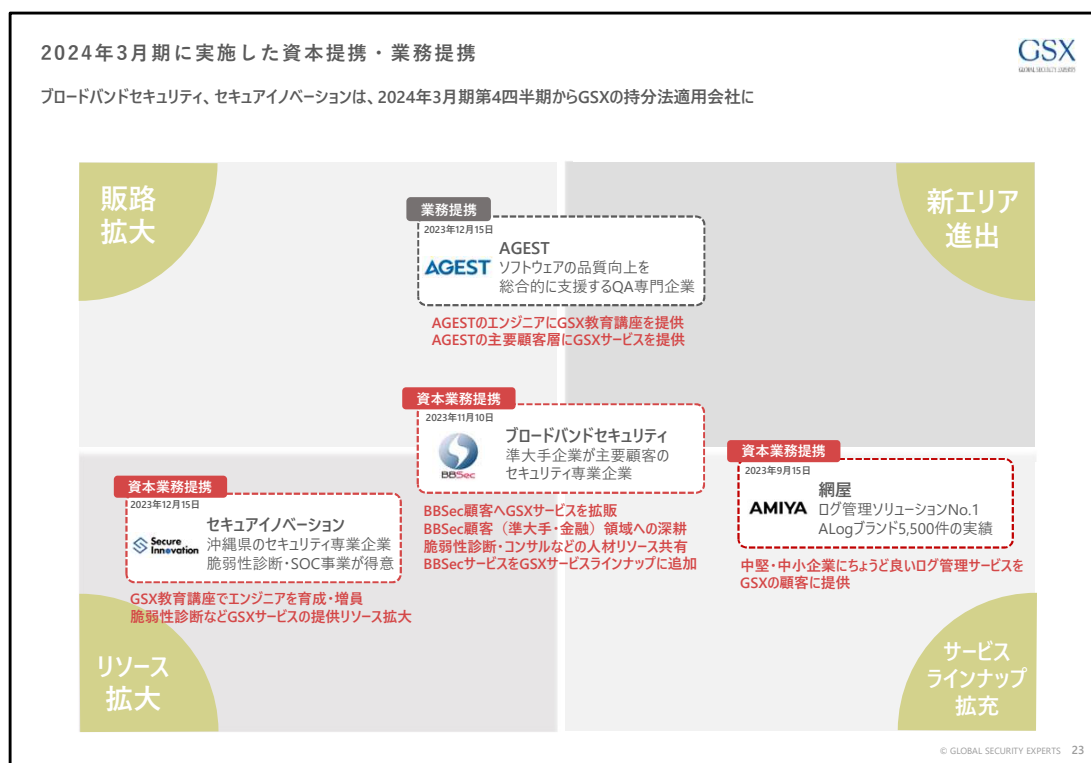 2024年3月期に実施した資本提携・業務提携
GSX
GLOBAL SECURITY EXPERTS
ブロードバンドセキュリティ、セキュアイノベーションは、2024年3月期第4四半期からGSXの持分法適用会社に
販路
拡大
新エリア
進出
業務提携
2023年12月15日
AGEST
AGEST
ソフトウェアの品質向上を
総合的に支援するQA専門企業
AGESTのエンジニアにGSX教育講座を提供
AGESTの主要顧客層にGSXサービスを提供
資本業務提携
2023年11月10日
BBSec
ブロードバンドセキュリティ
準大手企業が主要顧客の
セキュリティ専業企業
BBSec顧客へGSXサービスを拡販
BBSec顧客（準大手・金融）領域への深耕
脆弱性診断・コンサルなどの人材リソース共有
BBSecサービスをGSXサービスラインナップに追加
資本業務提携
2023年9月15日
AMIYA
網屋
ログ管理ソリューションNo.1
ALogブランド5,500件の実績
中堅・中小企業にちょうど良いログ管理サービスを
GSXの顧客に提供
資本業務提携
2023年12月15日
Secure
Innovation
セキュアイノベーション
沖縄県のセキュリティ専業企業
脆弱性診断・SOC事業が得意
GSX教育講座でエンジニアを育成・増員
脆弱性診断などGSXサービスの提供リソース拡大
リソース
拡大
サービス
ラインナップ
拡充
© GLOBAL SECURITY EXPERTS 23